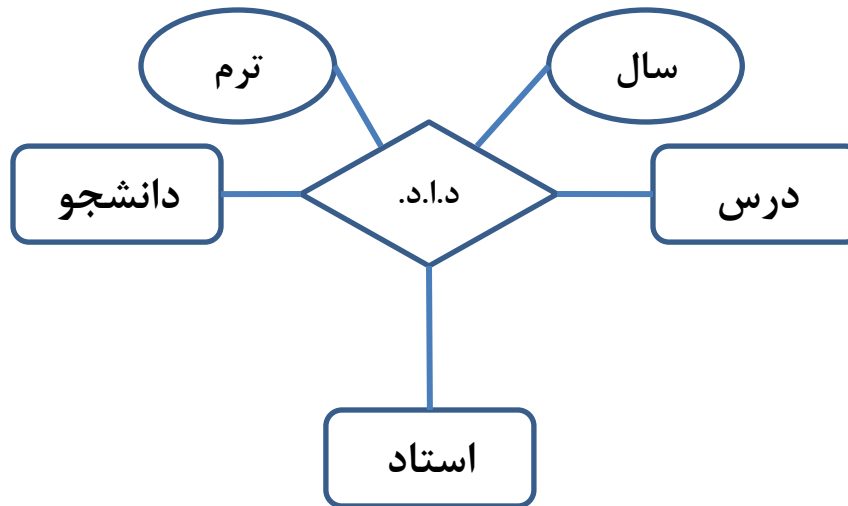 سال
ترم
درس
د.ا.د.
دانشجو
استاد